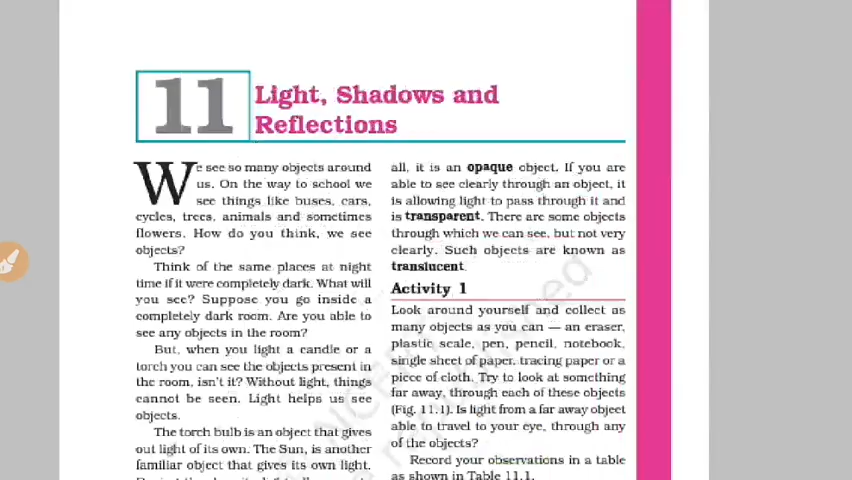 11
Light, Shadows and
Reflections
We see so many objects around
us. On the way to school we
see things like buses, cars,
cycles, trees, animals and sometimes
flowers. How do you think, we see
objects?
Think of the same places at night
time if it were completely dark. What will
you see? Suppose you go inside a
completely dark room. Are you able to
see any objects in the room?
But, when you light a candle or a
torch you can see the objects present in
the room, isn't it? Without light, things
cannot be seen. Light helps us see
objects.
The torch bulb is an object that gives
out light of its own. The Sun, is another
familiar object that gives its own light.
all, it is an opaque object. If you are
able to see clearly through an object, it
is allowing light to pass through it and
is transparent. There are some objects
through which we can see, but not very
clearly. Such objects are known as
translucent.
Activity 1
Look around yourself and collect as
many objects as you can — an eraser,
plastic scale, pen, pencil, notebook,
single sheet of paper, tracing paper or a
piece of cloth. Try to look at something
far away, through each of these objects
(Fig. 11.1). Is light from a far away object
able to travel to your eye, through any
of the objects?
Record your observations in a table
as shown in Table 11.1.